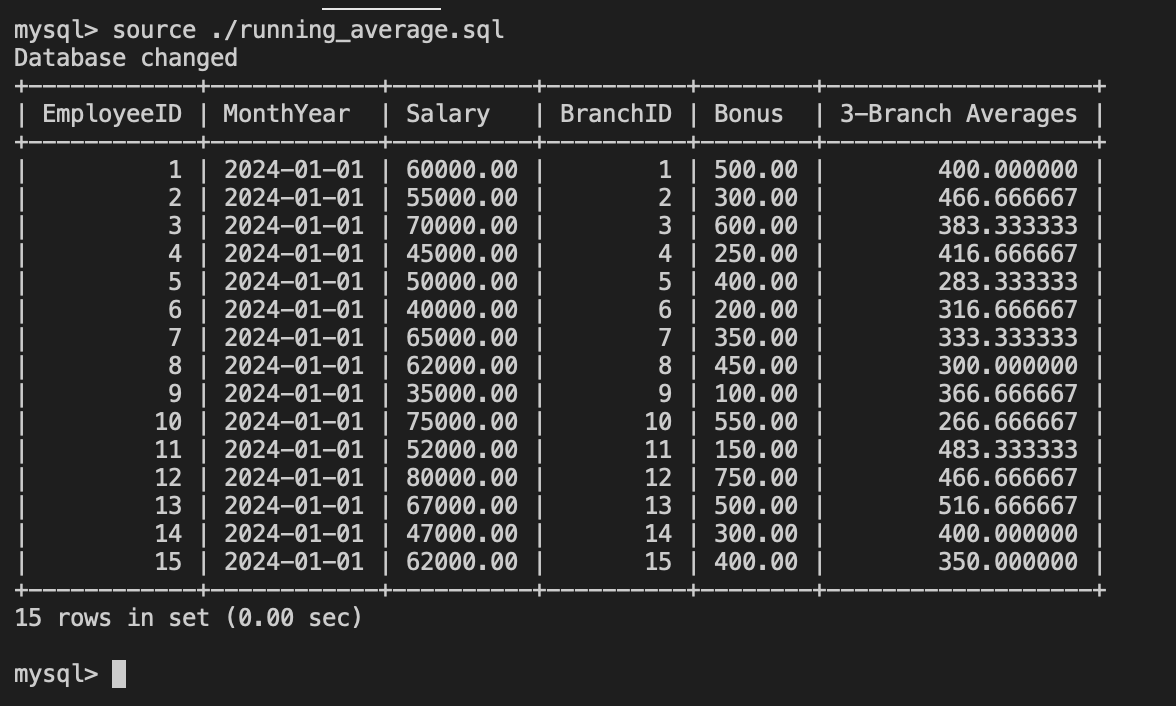 mysql> source ./running_average.sql
Database changed
+------------+------------+----------+----------+--------+-------------------+
| EmployeeID | MonthYear  | Salary   | BranchID | Bonus  | 3-Branch Averages |
+------------+------------+----------+----------+--------+-------------------+
|          1 | 2024-01-01 | 60000.00 |        1 | 500.00 |        400.000000 |
|          2 | 2024-01-01 | 55000.00 |        2 | 300.00 |        466.666667 |
|          3 | 2024-01-01 | 70000.00 |        3 | 600.00 |        383.333333 |
|          4 | 2024-01-01 | 45000.00 |        4 | 250.00 |        416.666667 |
|          5 | 2024-01-01 | 50000.00 |        5 | 400.00 |        283.333333 |
|          6 | 2024-01-01 | 40000.00 |        6 | 200.00 |        316.666667 |
|          7 | 2024-01-01 | 65000.00 |        7 | 350.00 |        333.333333 |
|          8 | 2024-01-01 | 62000.00 |        8 | 450.00 |        300.000000 |
|          9 | 2024-01-01 | 35000.00 |        9 | 100.00 |        366.666667 |
|         10 | 2024-01-01 | 75000.00 |       10 | 550.00 |        266.666667 |
|         11 | 2024-01-01 | 52000.00 |       11 | 150.00 |        483.333333 |
|         12 | 2024-01-01 | 80000.00 |       12 | 750.00 |        466.666667 |
|         13 | 2024-01-01 | 67000.00 |       13 | 500.00 |        516.666667 |
|         14 | 2024-01-01 | 47000.00 |       14 | 300.00 |        400.000000 |
|         15 | 2024-01-01 | 62000.00 |       15 | 400.00 |        350.000000 |
+------------+------------+----------+----------+--------+-------------------+
15 rows in set (0.00 sec)
mysql>